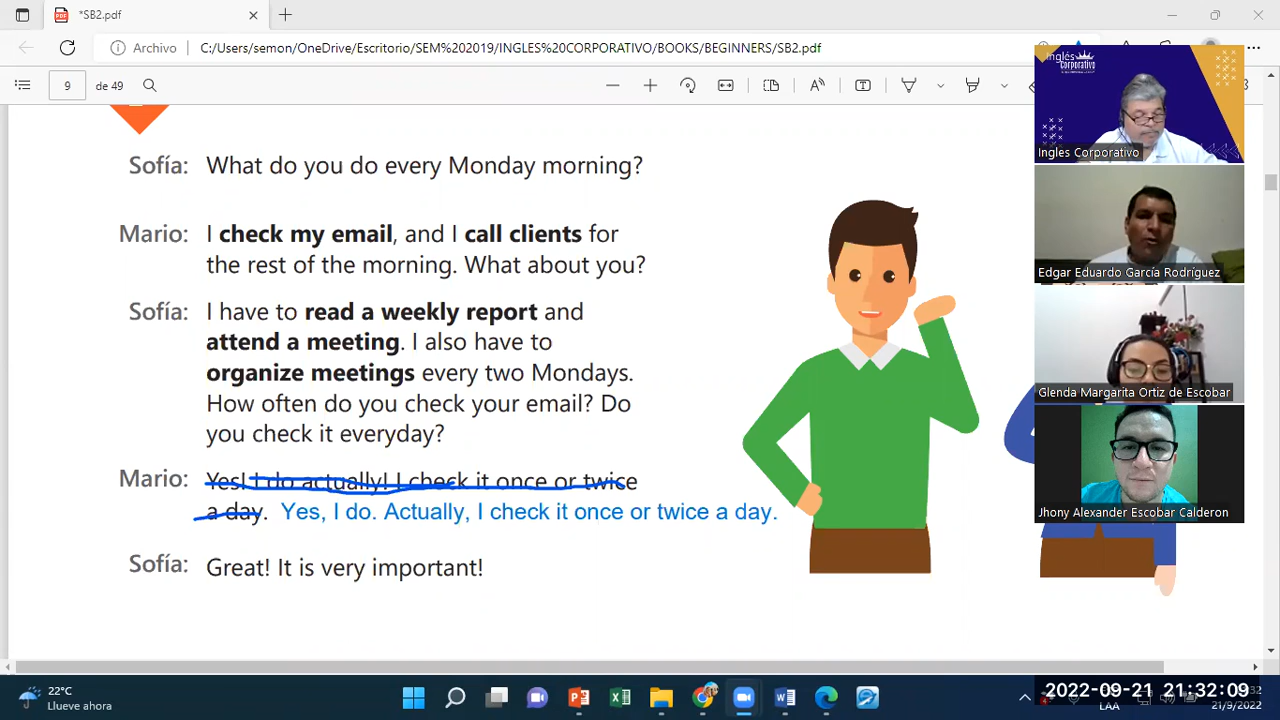 *SB2.pdf
Archivo
C:/Users/semon/OneDrive/Escritorio/SEM%202019/INGLES%20CORPORATIVO/BOOKS/BEGINNERS/SB2.pdf
9 de 49
Sofía: What do you do every Monday morning?
Mario: I check my email, and I call clients for
the rest of the morning. What about you?
Sofía: I have to read a weekly report and
attend a meeting. I also have to
organize meetings every two Mondays.
How often do you check your email? Do
you check it everyday?
Mario: Yes! I do actually! I check it once or twice
a day. Yes, I do. Actually, I check it once or twice a day.
Sofía: Great! It is very important!
Inglés
Corporativo
Ingles Corporativo
Edgar Eduardo García Rodríguez
Glenda Margarita Ortiz de Escobar
Jhony Alexander Escobar Calderon
22°C
Llueve ahora
2022-09-21 21:32:09
LAA
21/9/2022